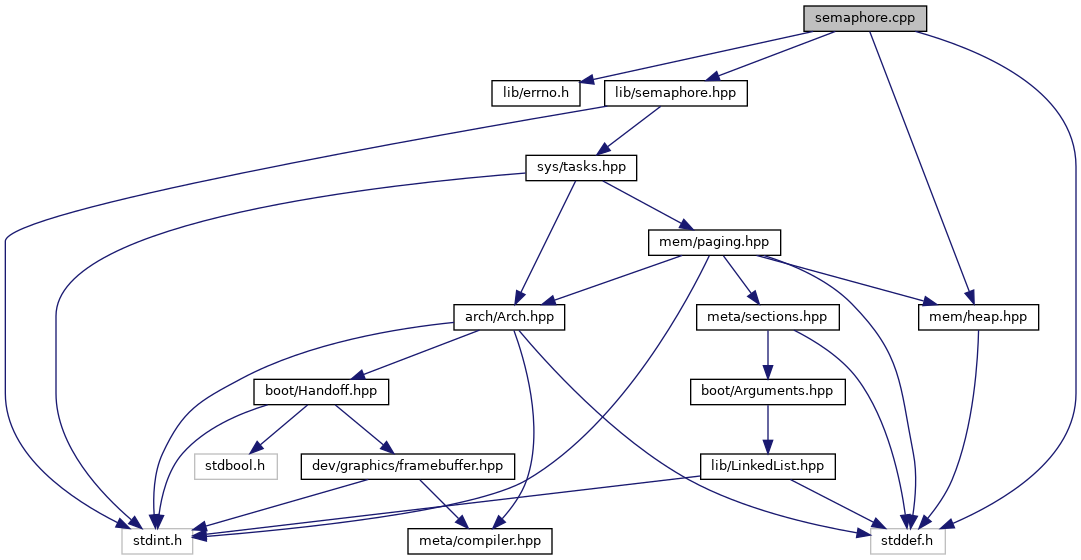 semaphore.cpp
lib/errno.h
lib/semaphore.hpp
sys/tasks.hpp
mem/paging.hpp
arch/Arch.hpp
meta/sections.hpp
mem/heap.hpp
boot/Handoff.hpp
boot/Arguments.hpp
stdbool.h
dev/graphics/framebuffer.hpp
lib/LinkedList.hpp
stdint.h
meta/compiler.hpp
stddef.h